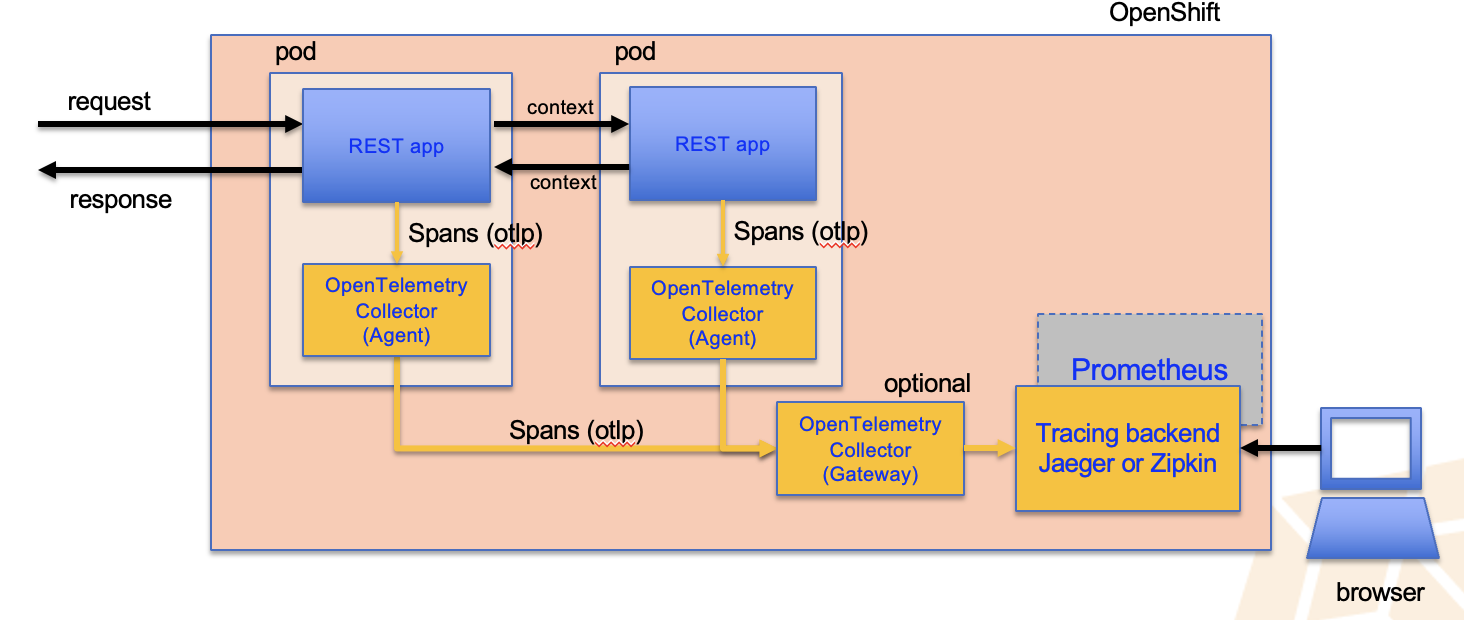 OpenShift
pod
pod
request
context
REST app
REST app
context
response
Spans (otlp)
Spans (otlp)
OpenTelemetry
Collector
(Agent)
OpenTelemetry
Collector
(Agent)
Prometheus
optional
Spans (otlp)
OpenTelemetry
Collector
(Gateway)
Tracing backend
Jaeger or Zipkin
browser